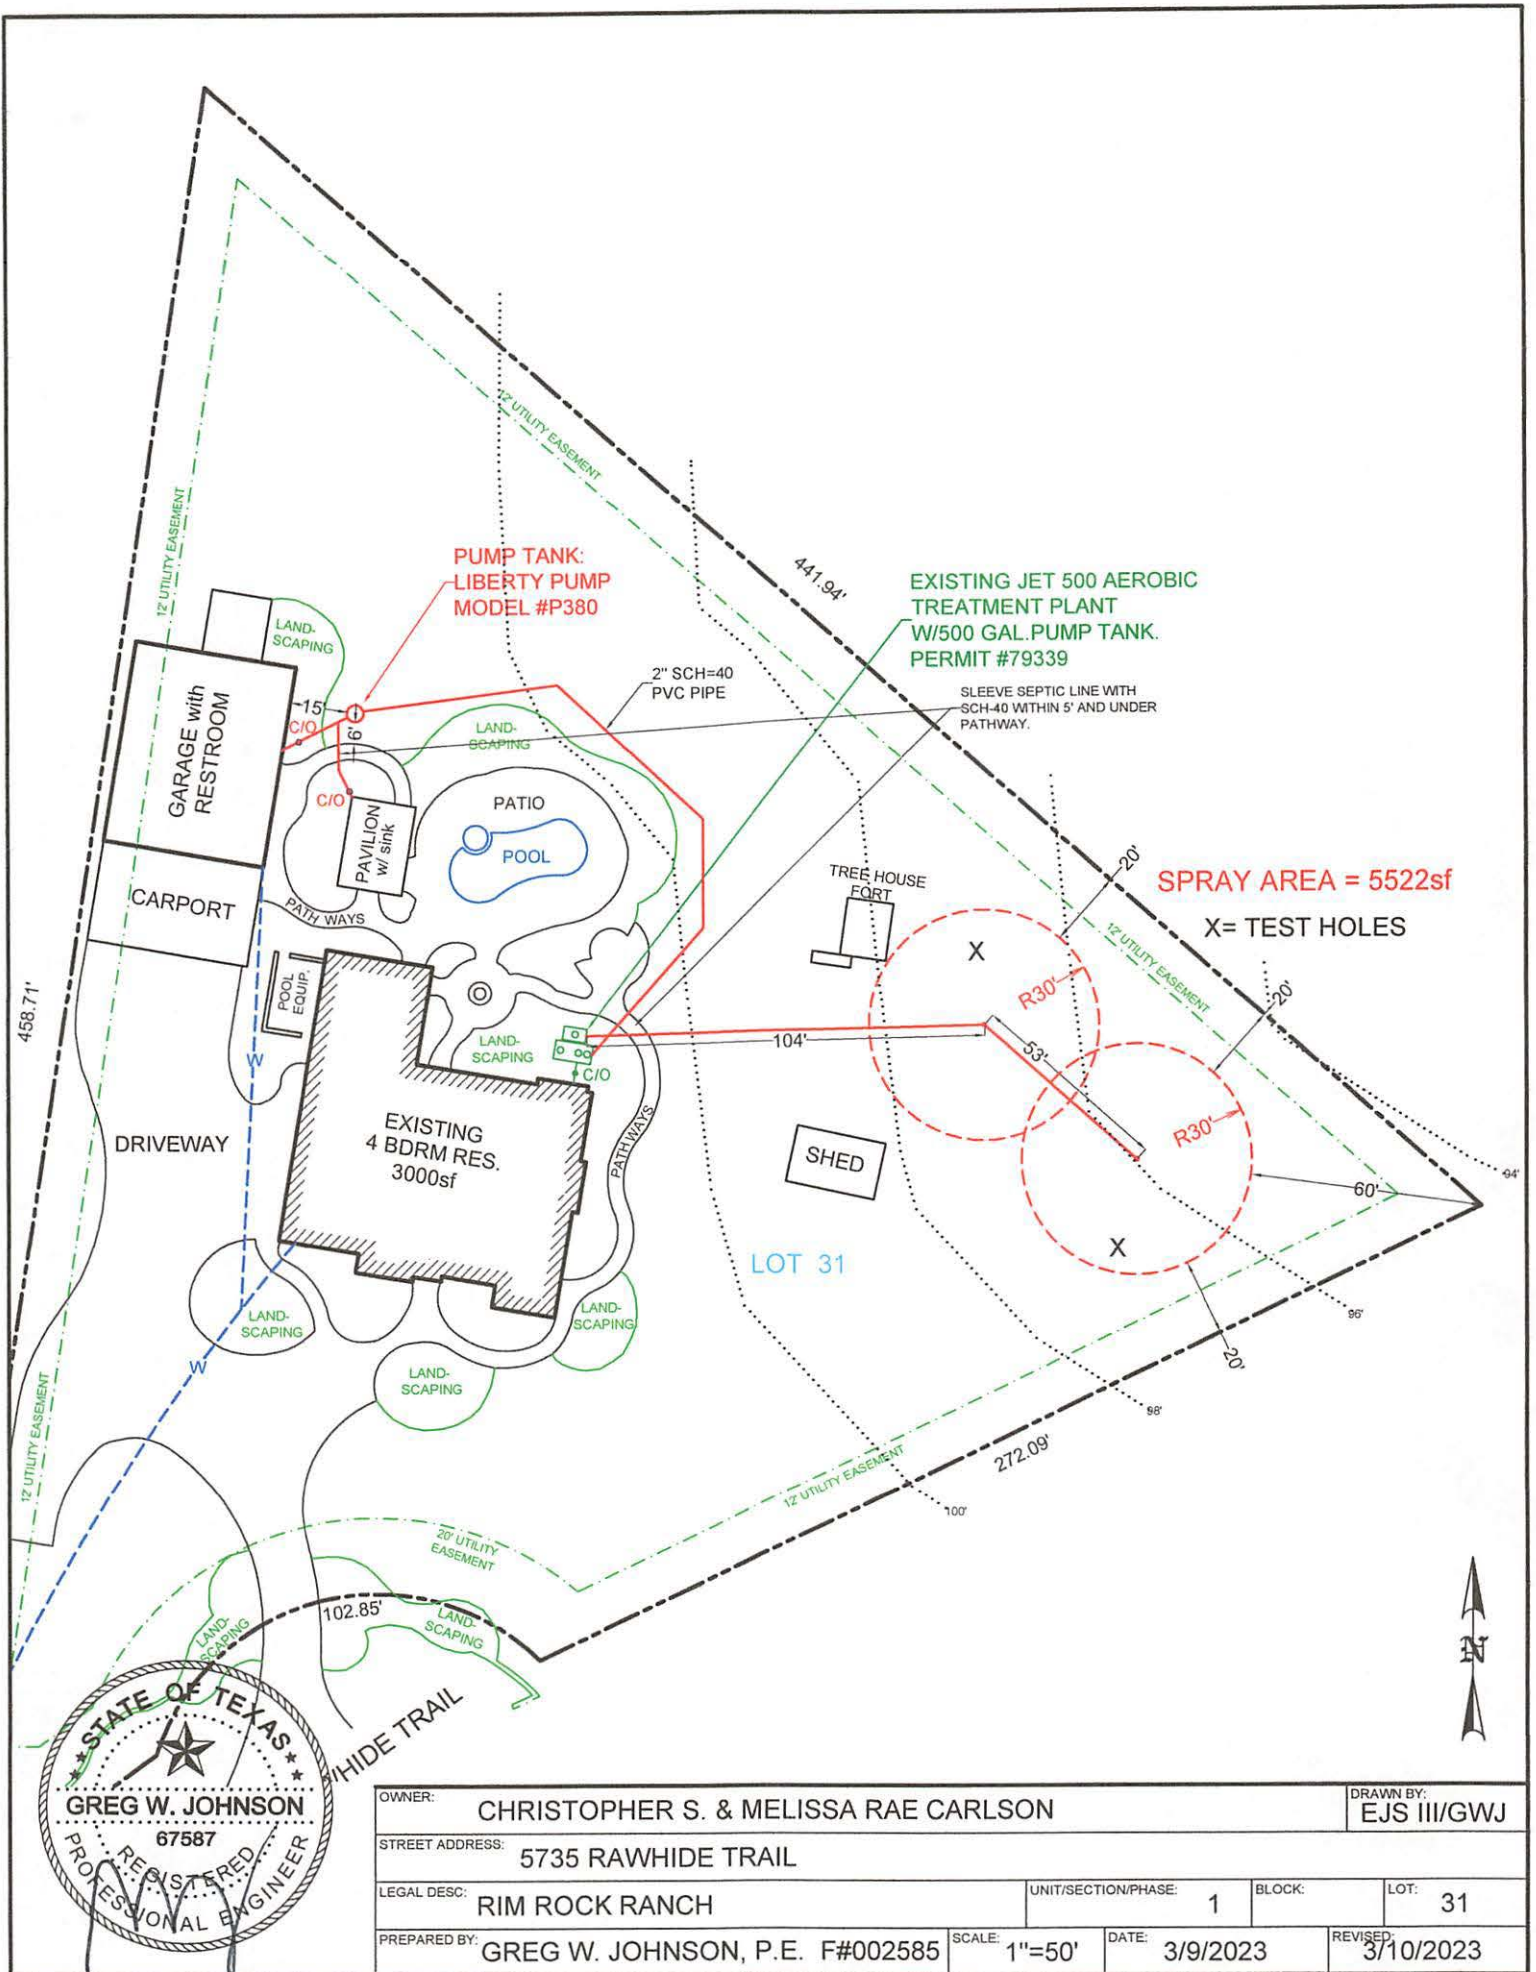 12' UTILITY EASEMENT
441.94'
12' UTILITY EASEMENT
PUMP TANK:
LIBERTY PUMP
MODEL #P380
EXISTING JET 500 AEROBIC
TREATMENT PLANT
W/500 GAL.PUMP TANK.
PERMIT #79339
LAND-
SCAPING
2" SCH=40
PVC PIPE
SLEEVE SEPTIC LINE WITH
SCH-40 WITHIN 5' AND UNDER
PATHWAY.
GARAGE with
RESTROOM
15'
C/O
6'
LAND-
SCAPING
C/O
PATIO
PAVILION
w/ sink
POOL
CARPORT
PATH WAYS
TREE HOUSE
FORT
20'
SPRAY AREA = 5522sf
X= TEST HOLES
12' UTILITY EASEMENT
X
R30'
20'
POOL
EQUIP.
458.71'
LAND-
SCAPING
104'
53'
C/O
W
EXISTING
4 BDRM RES.
3000sf
DRIVEWAY
PATHWAYS
SHED
R30'
94'
60'
X
LOT 31
LAND-
SCAPING
LAND-
SCAPING
96'
W
20'
LAND-
SCAPING
98'
12' UTILITY EASEMENT
272.09'
12' UTILITY EASEMENT
100'
20' UTILITY
EASEMENT
102.85'
LAND-
SCAPING
LAND-
SCAPING
N
STATE OF TEXAS
GREG W. JOHNSON
67587
REGISTERED
PROFESSIONAL ENGINEER
HIDE TRAIL
OWNER: CHRISTOPHER S. & MELISSA RAE CARLSON DRAWN BY: EJS III/GWJ
STREET ADDRESS: 5735 RAWHIDE TRAIL
LEGAL DESC: RIM ROCK RANCH UNIT/SECTION/PHASE: 1 BLOCK: LOT: 31
PREPARED BY: GREG W. JOHNSON, P.E. F#002585 SCALE: 1"=50' DATE: 3/9/2023 REVISED: 3/10/2023